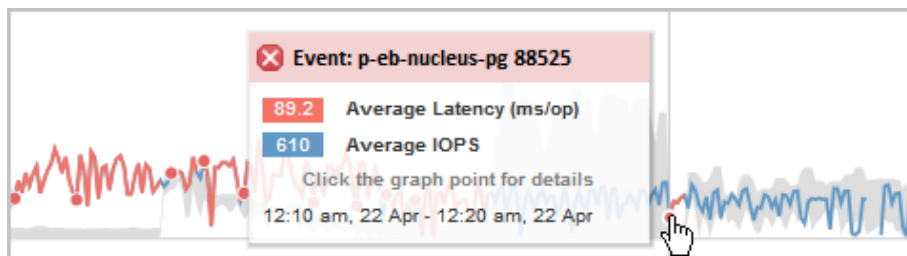 Event: p-eb-nucleus-pg 88525
89.2 Average Latency (ms/op)
610 Average IOPS
Click the graph point for details
12:10 am, 22 Apr - 12:20 am, 22 Apr